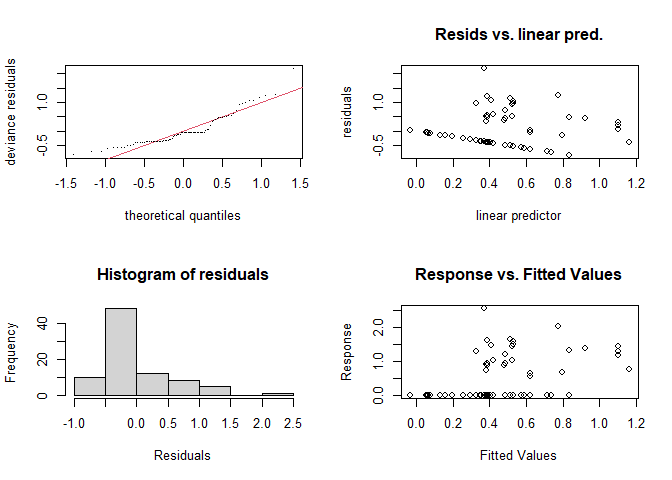 deviance residuals
-0.5 1.0
-1.5 -1.0 -0.5 0.0 0.5 1.0 1.5
theoretical quantiles
Resids vs. linear pred.
residuals
-0.5 1.0
0.0 0.2 0.4 0.6 0.8 1.0 1.2
linear predictor
Histogram of residuals
Frequency
0 20 40
-1.0 0.0 0.5 1.0 1.5 2.0 2.5
Residuals
Response vs. Fitted Values
Response
0.0 1.0 2.0
0.0 0.2 0.4 0.6 0.8 1.0 1.2
Fitted Values